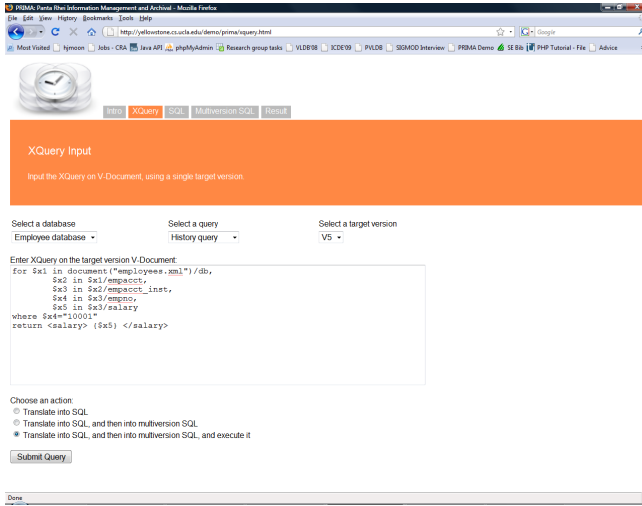 PRIMA: Panta Rhei Information Management and Archival - Mozilla Firefox
File Edit View History Bookmarks Tools Help
http://yellowstone.cs.ucla.edu/demo/prima/xquery.html
Google
Most Visited hjmoon Jobs - CRA Java API phpMyAdmin Research group tasks VLDB'08 ICDE'09 PVLDB SIGMOD Interview PRIMA Demo SE Bib PHP Tutorial - File Advice
Intro XQuery SQL Multiversion SQL Result
XQuery Input
Input the XQuery on V-Document, using a single target version.
Select a database Select a query Select a target version
Employee database History query V5
Enter XQuery on the target version V-Document:
for $x1 in document("employees.xml")/db,
$x2 in $x1/empacct,
$x3 in $x2/empacct_inst,
$x4 in $x3/empno,
$x5 in $x3/salary
where $x4="10001"
return <salary> {$x5} </salary>
Choose an action:
Translate into SQL
Translate into SQL, and then into multiversion SQL
Translate into SQL, and then into multiversion SQL, and execute it
Submit Query
Done